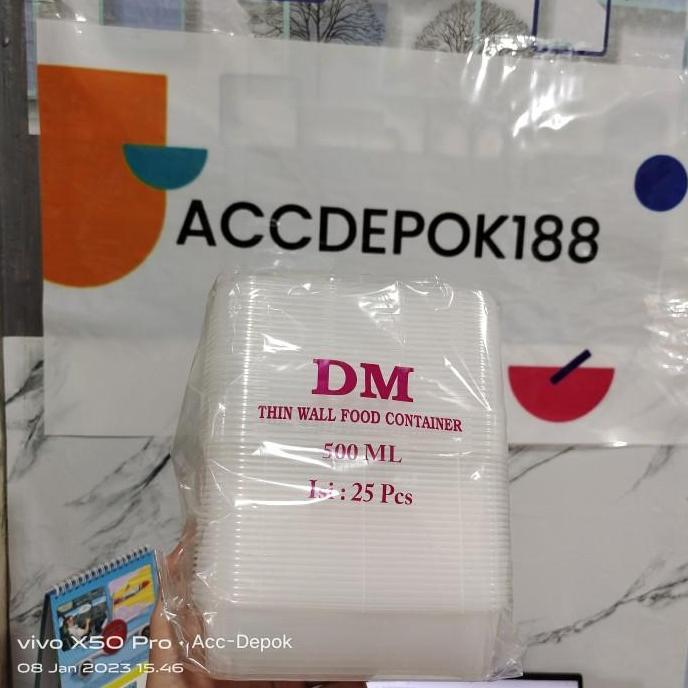 ACCDEPOK188
DM
THIN WALL FOOD CONTAINER
500 ML
Isi : 25 Pcs
vivo X50 Pro · Acc-Depok
08 Jan 2023 15.46